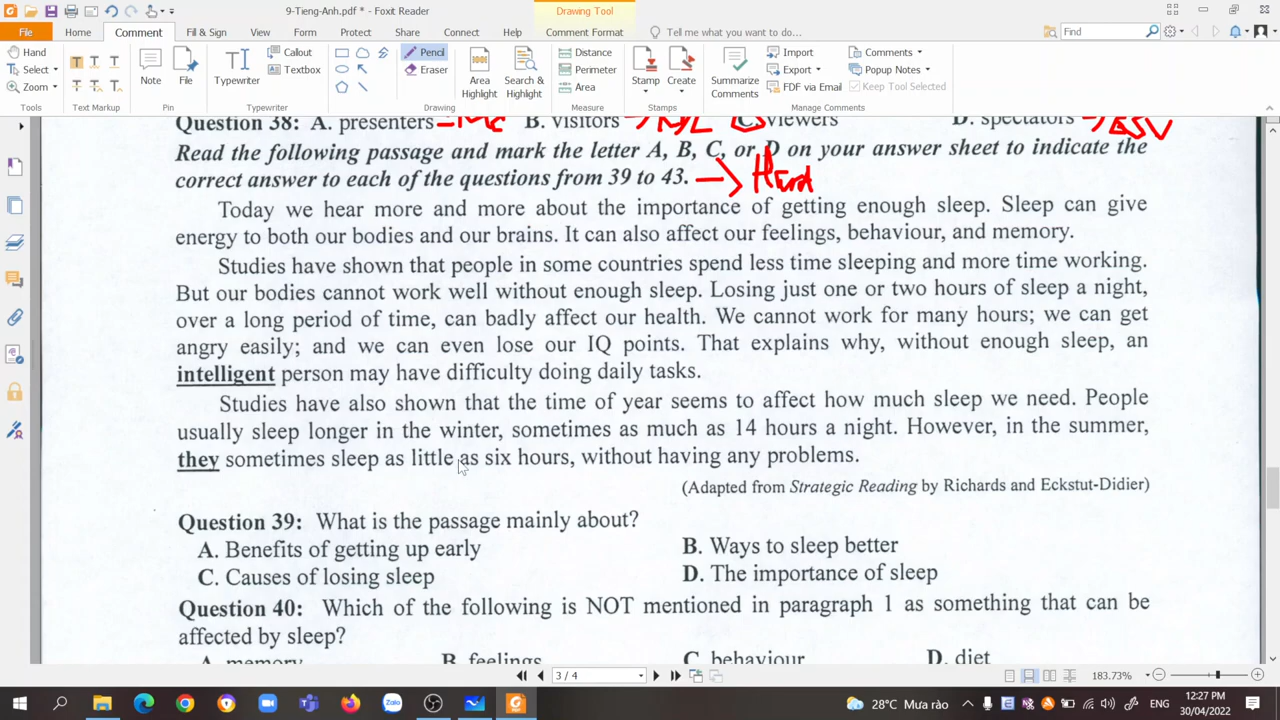 9-Tieng-Anh.pdf * - Foxit Reader
Drawing Tool
File Home Comment Fill & Sign View Form Protect Share Connect Help Comment Format Tell me what you want to do... Find
Hand
Select
Zoom
Tools
Text Markup
Note
File
Pin
Typewriter
Callout
Textbox
Typewriter
Pencil
Eraser
Drawing
Area Highlight
Search & Highlight
Distance
Perimeter
Area
Measure
Stamp
Create
Stamps
Summarize Comments
Import
Export
FDF via Email
Comments
Popup Notes
Keep Tool Selected
Manage Comments
Question 38: A. presenters B. visitors C. viewers D. spectators
Read the following passage and mark the letter A, B, C, or D on your answer sheet to indicate the
correct answer to each of the questions from 39 to 43.
Today we hear more and more about the importance of getting enough sleep. Sleep can give
energy to both our bodies and our brains. It can also affect our feelings, behaviour, and memory.
Studies have shown that people in some countries spend less time sleeping and more time working.
But our bodies cannot work well without enough sleep. Losing just one or two hours of sleep a night,
over a long period of time, can badly affect our health. We cannot work for many hours; we can get
angry easily; and we can even lose our IQ points. That explains why, without enough sleep, an
intelligent person may have difficulty doing daily tasks.
Studies have also shown that the time of year seems to affect how much sleep we need. People
usually sleep longer in the winter, sometimes as much as 14 hours a night. However, in the summer,
they sometimes sleep as little as six hours, without having any problems.
(Adapted from Strategic Reading by Richards and Eckstut-Didier)
Question 39: What is the passage mainly about?
A. Benefits of getting up early B. Ways to sleep better
C. Causes of losing sleep D. The importance of sleep
Question 40: Which of the following is NOT mentioned in paragraph 1 as something that can be
affected by sleep?
A. memory B. feelings C. behaviour D. diet
3 / 4
183.73%
28°C Mưa rào
ENG
12:27 PM
30/04/2022